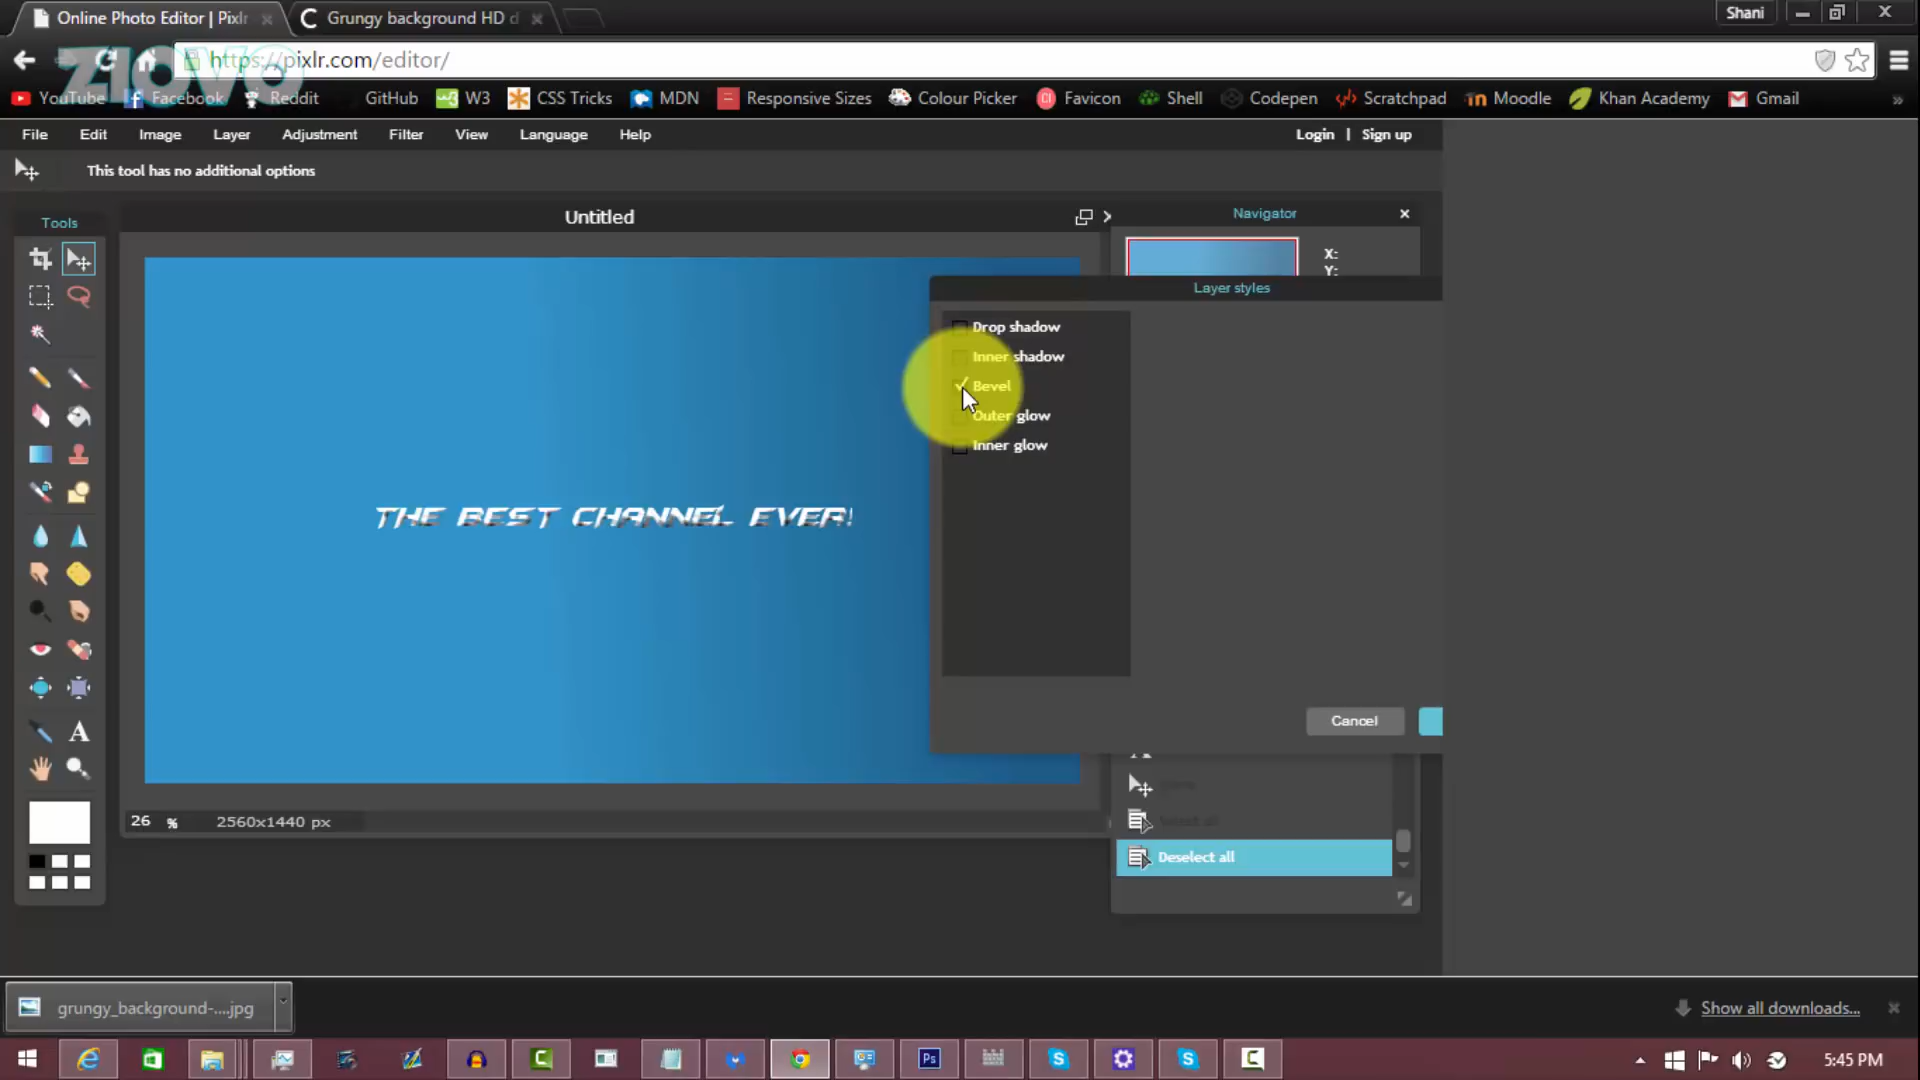 Online Photo Editor | Pixlr
Grungy background HD d
Shani
ZIOVO
https://pixlr.com/editor/
YouTube Facebook Reddit GitHub W3 CSS Tricks MDN Responsive Sizes Colour Picker Favicon Shell Codepen Scratchpad Moodle Khan Academy Gmail »
File Edit Image Layer Adjustment Filter View Language Help Login | Sign up
This tool has no additional options
Tools
Untitled
Navigator
X:
Y:
Layer styles
Drop shadow
Inner shadow
Bevel
Outer glow
Inner glow
THE BEST CHANNEL EVER!
Cancel
Deselect all
26 % 2560x1440 px
grungy_background-....jpg
Show all downloads...
5:45 PM